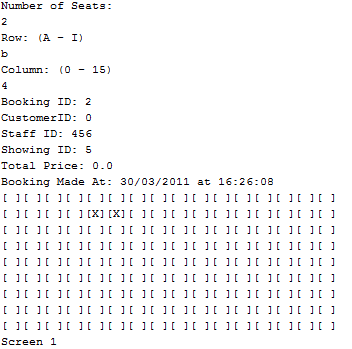 Number of Seats:
2
Row: (A - I)
b
Column: (0 - 15)
4
Booking ID: 2
CustomerID: 0
Staff ID: 456
Showing ID: 5
Total Price: 0.0
Booking Made At: 30/03/2011 at 16:26:08
[ ][ ][ ][ ][ ][ ][ ][ ][ ][ ][ ][ ][ ][ ][ ][ ]
[ ][ ][ ][ ][X][X][ ][ ][ ][ ][ ][ ][ ][ ][ ][ ]
[ ][ ][ ][ ][ ][ ][ ][ ][ ][ ][ ][ ][ ][ ][ ][ ]
[ ][ ][ ][ ][ ][ ][ ][ ][ ][ ][ ][ ][ ][ ][ ][ ]
[ ][ ][ ][ ][ ][ ][ ][ ][ ][ ][ ][ ][ ][ ][ ][ ]
[ ][ ][ ][ ][ ][ ][ ][ ][ ][ ][ ][ ][ ][ ][ ][ ]
[ ][ ][ ][ ][ ][ ][ ][ ][ ][ ][ ][ ][ ][ ][ ][ ]
[ ][ ][ ][ ][ ][ ][ ][ ][ ][ ][ ][ ][ ][ ][ ][ ]
[ ][ ][ ][ ][ ][ ][ ][ ][ ][ ][ ][ ][ ][ ][ ][ ]
Screen 1